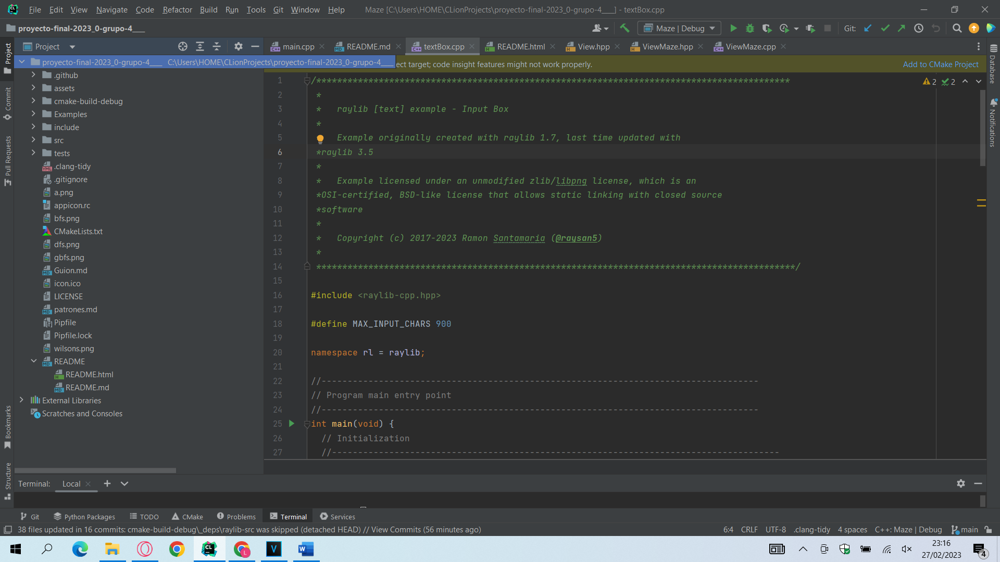 File Edit View Navigate Code Refactor Build Run Tools Git Window Help Maze [C:\Users\HOME\CLionProjects\proyecto-final-2023_0-grupo-4___] - textBox.cpp
proyecto-final-2023_0-grupo-4___ Maze | Debug Git:
Project main.cpp README.md textBox.cpp README.html View.hpp ViewMaze.hpp ViewMaze.cpp
proyecto-final-2023_0-grupo-4___ C:\Users\HOME\CLionProjects\proyecto-final-2023_0-grupo-4___
ect target; code insight features might not work properly. Add to CMake Project
.github
assets
cmake-build-debug
Examples
include
src
tests
.clang-tidy
.gitignore
a.png
appicon.rc
bfs.png
CMakeLists.txt
dfs.png
gbfs.png
Guion.md
icon.ico
LICENSE
patrones.md
Pipfile
Pipfile.lock
wilsons.png
README
README.html
README.md
External Libraries
Scratches and Consoles
Project
Commit
Pull Requests
Bookmarks
Structure
2 2
1 /*******************************************************************************************
2 *
3 *   raylib [text] example - Input Box
4 *
5 *   Example originally created with raylib 1.7, last time updated with
6 *raylib 3.5
7 *
8 *   Example licensed under an unmodified zlib/libpng license, which is an
9 *OSI-certified, BSD-like license that allows static linking with closed source
10 *software
11 *
12 *   Copyright (c) 2017-2023 Ramon Santamaria (@raysan5)
13 *
14 ********************************************************************************************/
15
16 #include <raylib-cpp.hpp>
17
18 #define MAX_INPUT_CHARS 900
19
20 namespace rl = raylib;
21
22 //------------------------------------------------------------------------------------
23 // Program main entry point
24 //------------------------------------------------------------------------------------
25 int main(void) {
26   // Initialization
27   //--------------------------------------------------------------------------------------
Database
Notifications
Terminal: Local
Git Python Packages TODO CMake Problems Terminal Services
38 files updated in 16 commits: cmake-build-debug\_deps\raylib-src was skipped (detached HEAD) // View Commits (56 minutes ago) 6:4 CRLF UTF-8 .clang-tidy 4 spaces C++: Maze | Debug main
23:16
27/02/2023
4